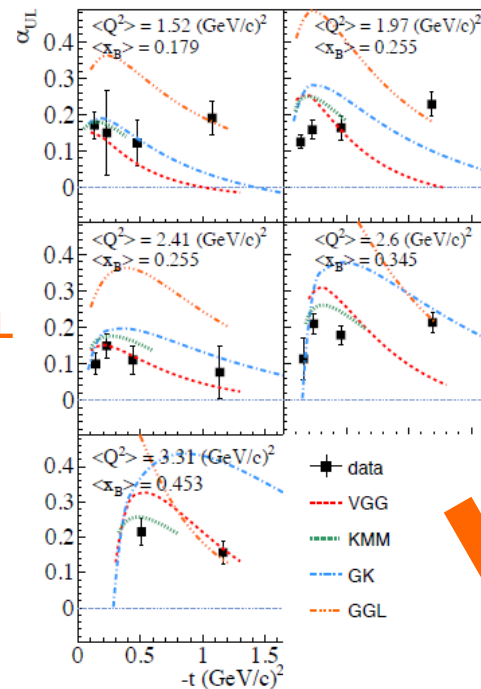 α_UL
<Q²> = 1.52 (GeV/c)²
<x_B> = 0.179
<Q²> = 1.97 (GeV/c)²
<x_B> = 0.255
0.4
0.3
0.2
0.1
0
<Q²> = 2.41 (GeV/c)²
<x_B> = 0.255
<Q²> = 2.6 (GeV/c)²
<x_B> = 0.345
0.4
0.3
0.2
0.1
0
<Q²> = 3.31 (GeV/c)²
<x_B> = 0.453
0.4
0.3
0.2
0.1
0
data
VGG
KMM
GK
GGL
0 0.5 1 1.5
-t (GeV/c)²